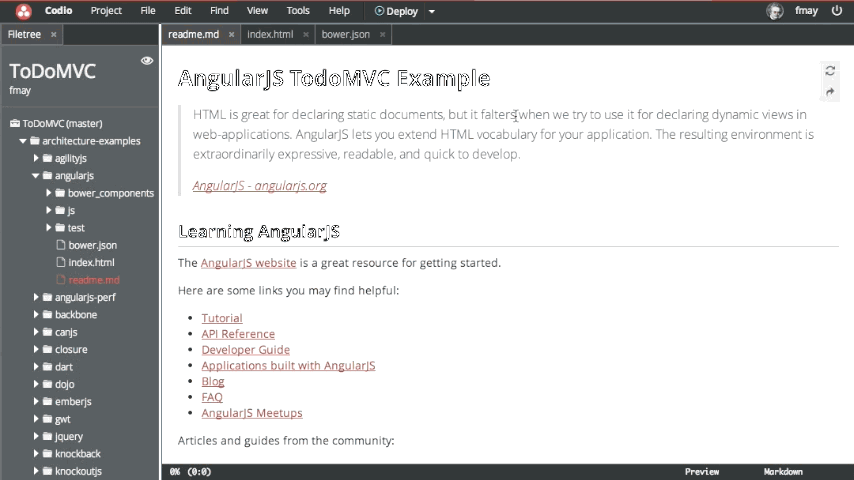 Codio Project File Edit Find View Tools Help Deploy fmay
Filetree × readme.md × index.html × bower.json ×
ToDoMVC
fmay
ToDoMVC (master)
architecture-examples
agilityjs
angularjs
bower_components
js
test
bower.json
index.html
readme.md
angularjs-perf
backbone
canjs
closure
dart
dojo
emberjs
gwt
jquery
knockback
knockoutjs
AngularJS TodoMVC Example
HTML is great for declaring static documents, but it falters when we try to use it for declaring dynamic views in
web-applications. AngularJS lets you extend HTML vocabulary for your application. The resulting environment is
extraordinarily expressive, readable, and quick to develop.
AngularJS - angularjs.org
Learning AngularJS
The AngularJS website is a great resource for getting started.
Here are some links you may find helpful:
Tutorial
API Reference
Developer Guide
Applications built with AngularJS
Blog
FAQ
AngularJS Meetups
Articles and guides from the community:
0% (0:0) Preview Markdown